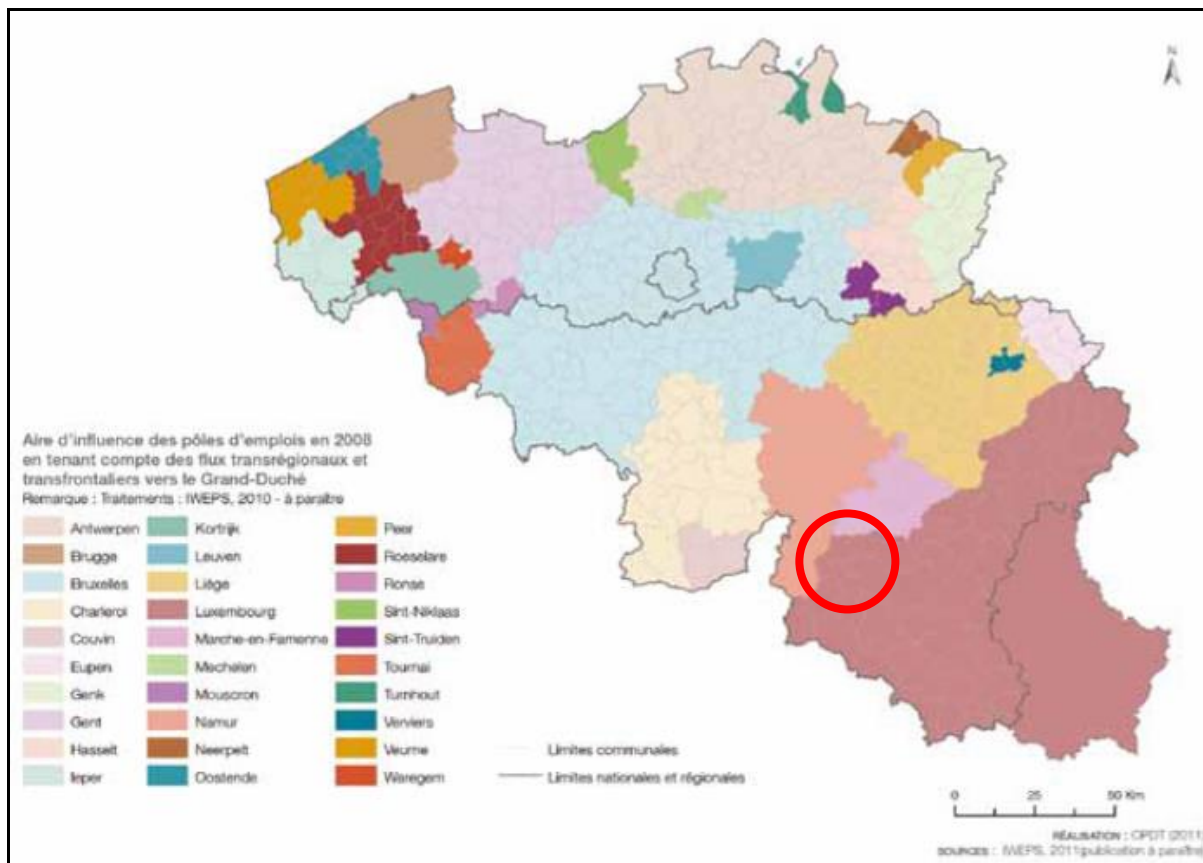 N
Aire d'influence des pôles d'emplois en 2008
en tenant compte des flux transrégionaux et
transfrontaliers vers le Grand-Duché
Remarque : Traitements : IWEPS, 2010 - à paraître
Antwerpen
Brugge
Bruxelles
Charleroi
Couvin
Eupen
Genk
Gent
Hasselt
Ieper
Kortrijk
Leuven
Liège
Luxembourg
Marche-en-Famenne
Mechelen
Mouscron
Namur
Neerpelt
Oostende
Peer
Roeselare
Ronse
Sint-Niklaas
Sint-Truiden
Tournai
Turnhout
Verviers
Veurne
Waregem
Limites communales
Limites nationales et régionales
0 25 50 Km
RÉALISATION : CPDT (2011)
SOURCES : IWEPS, 2011(publication à paraître)